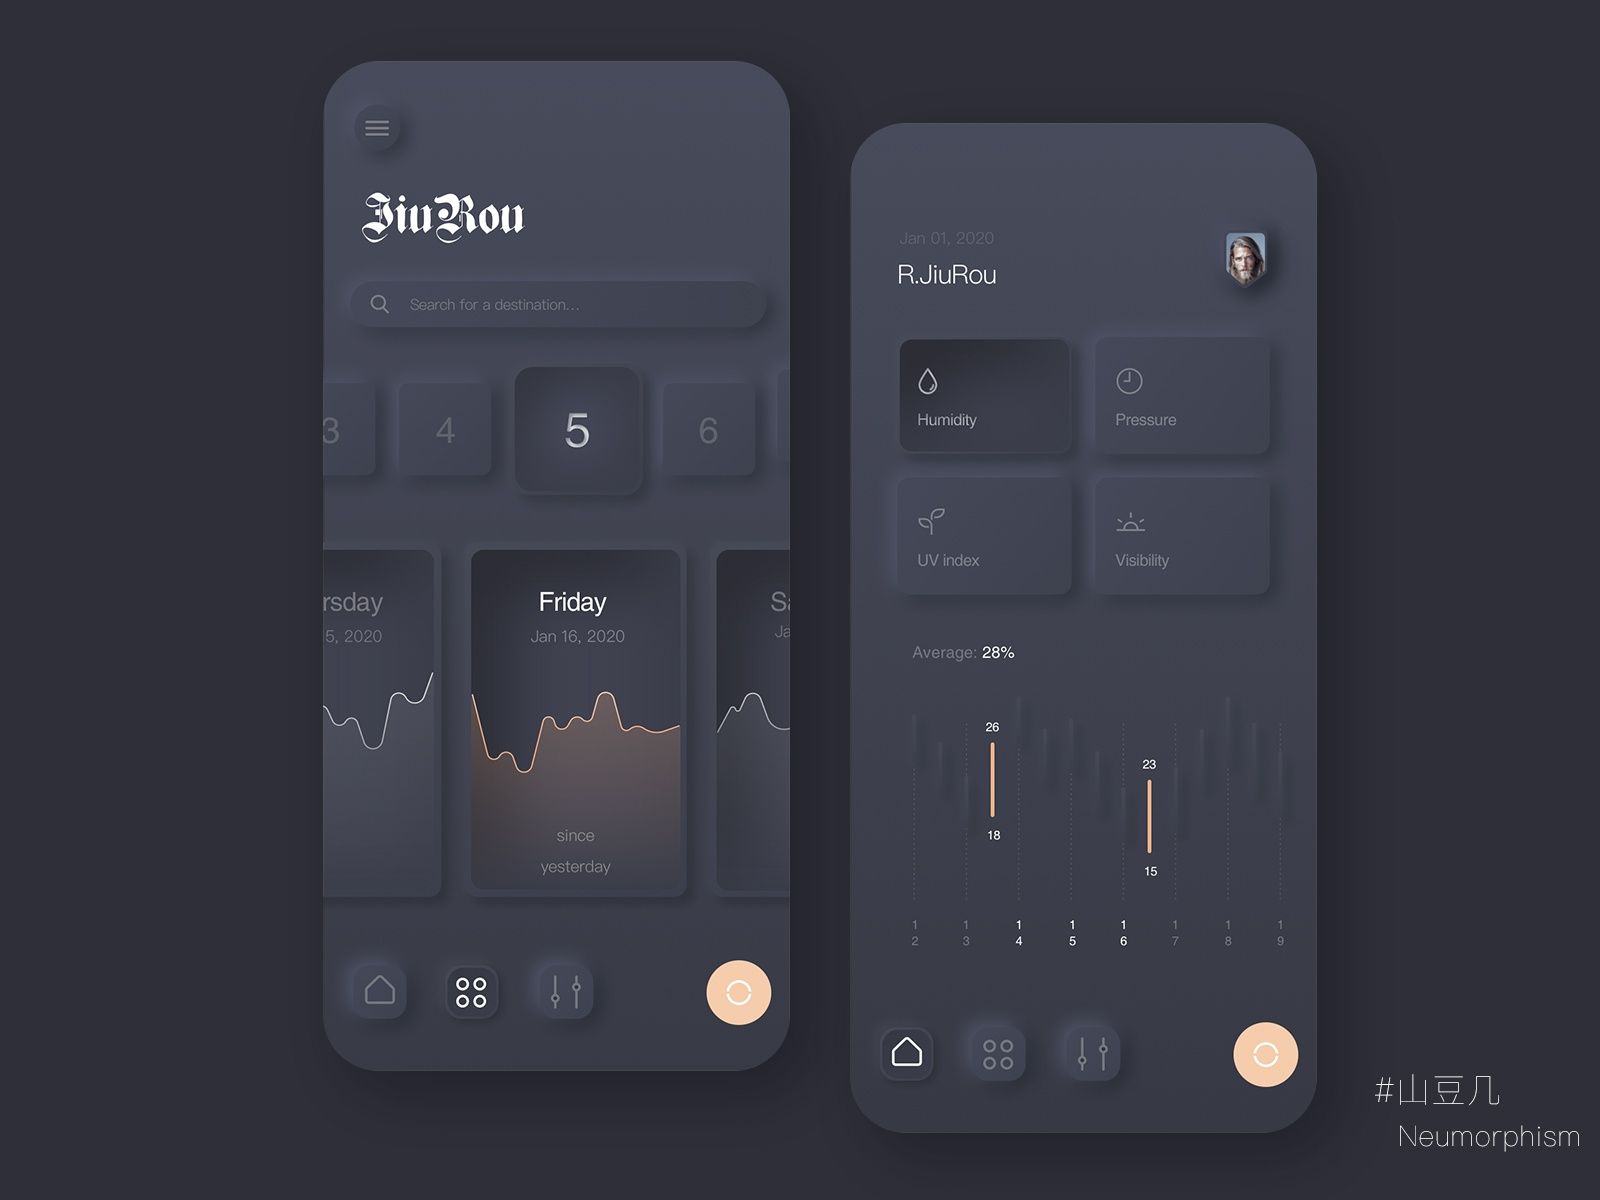 JiuRou
Search for a destination...
3 4 5 6
rsday
5, 2020
Friday
Jan 16, 2020
since
yesterday
Sa
Ja
Jan 01, 2020
R.JiuRou
Humidity
Pressure
UV index
Visibility
Average: 28%
26
18
23
15
12 13 14 15 16 17 18 19
#山豆几
Neumorphism